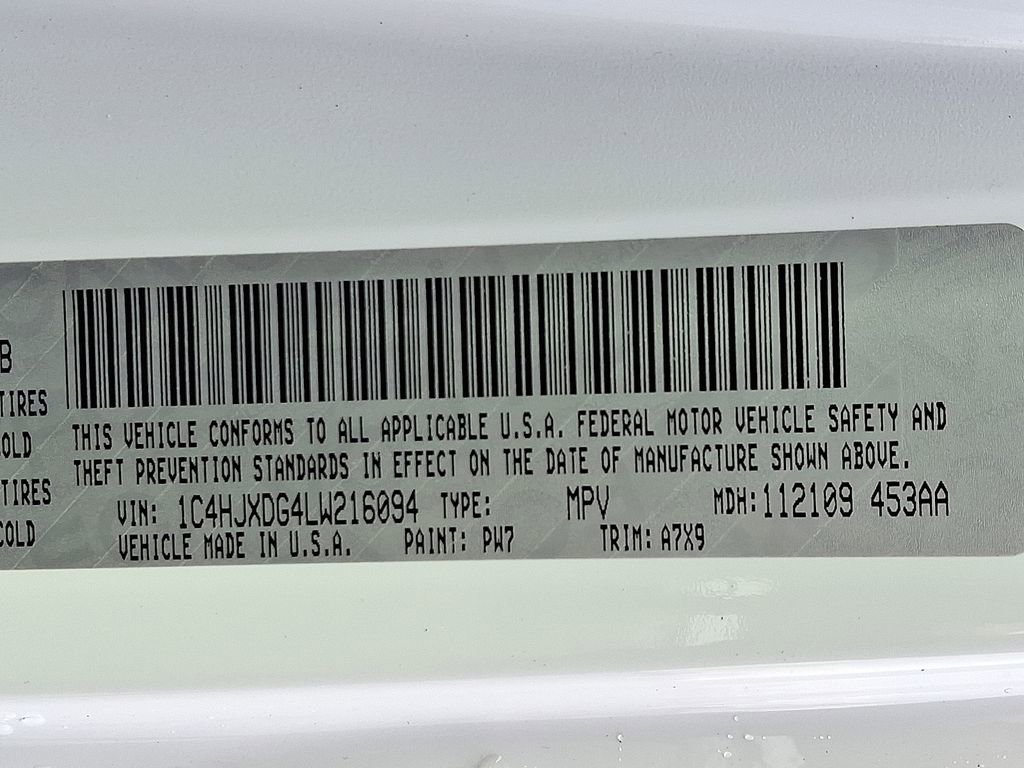 B
TIRES
COLD
THIS VEHICLE CONFORMS TO ALL APPLICABLE U.S.A. FEDERAL MOTOR VEHICLE SAFETY AND
THEFT PREVENTION STANDARDS IN EFFECT ON THE DATE OF MANUFACTURE SHOWN ABOVE.
TIRES
VIN: 1C4HJXDG4LW216094 TYPE: MPV MDH:112109 453AA
COLD
VEHICLE MADE IN U.S.A. PAINT: PW7 TRIM: A7X9